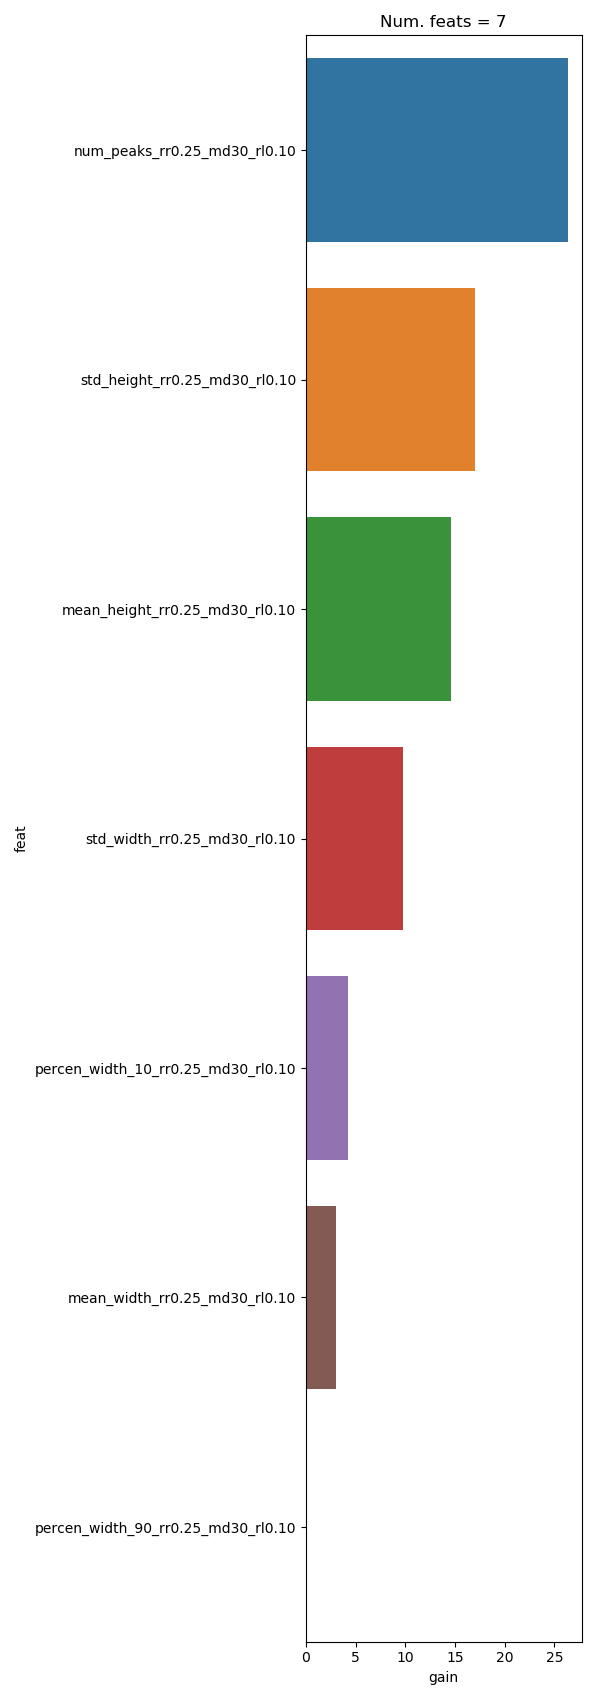 Num. feats = 7
num_peaks_rr0.25_md30_rl0.10
std_height_rr0.25_md30_rl0.10
mean_height_rr0.25_md30_rl0.10
std_width_rr0.25_md30_rl0.10
feat
percen_width_10_rr0.25_md30_rl0.10
mean_width_rr0.25_md30_rl0.10
percen_width_90_rr0.25_md30_rl0.10
0 5 10 15 20 25
gain